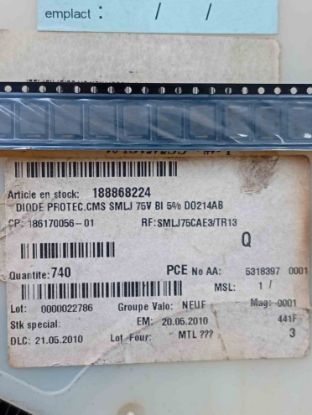 emplact : / /
Article en stock: 188868224
DIODE PROTEC.CMS SMLJ 75V BI 5% DO214AB
CP: 186170056-01 RF:SMLJ75CAE3/TR13
Q
Quantite: 740 PCE No AA: 5318397 0001
MSL: 1 /
Lot: 0000022786 Groupe Valo: NEUF Mag: 0001
Stk special: EM: 20.05.2010 441F
DLC: 21.05.2010 Lot Four: MTL ??? 3